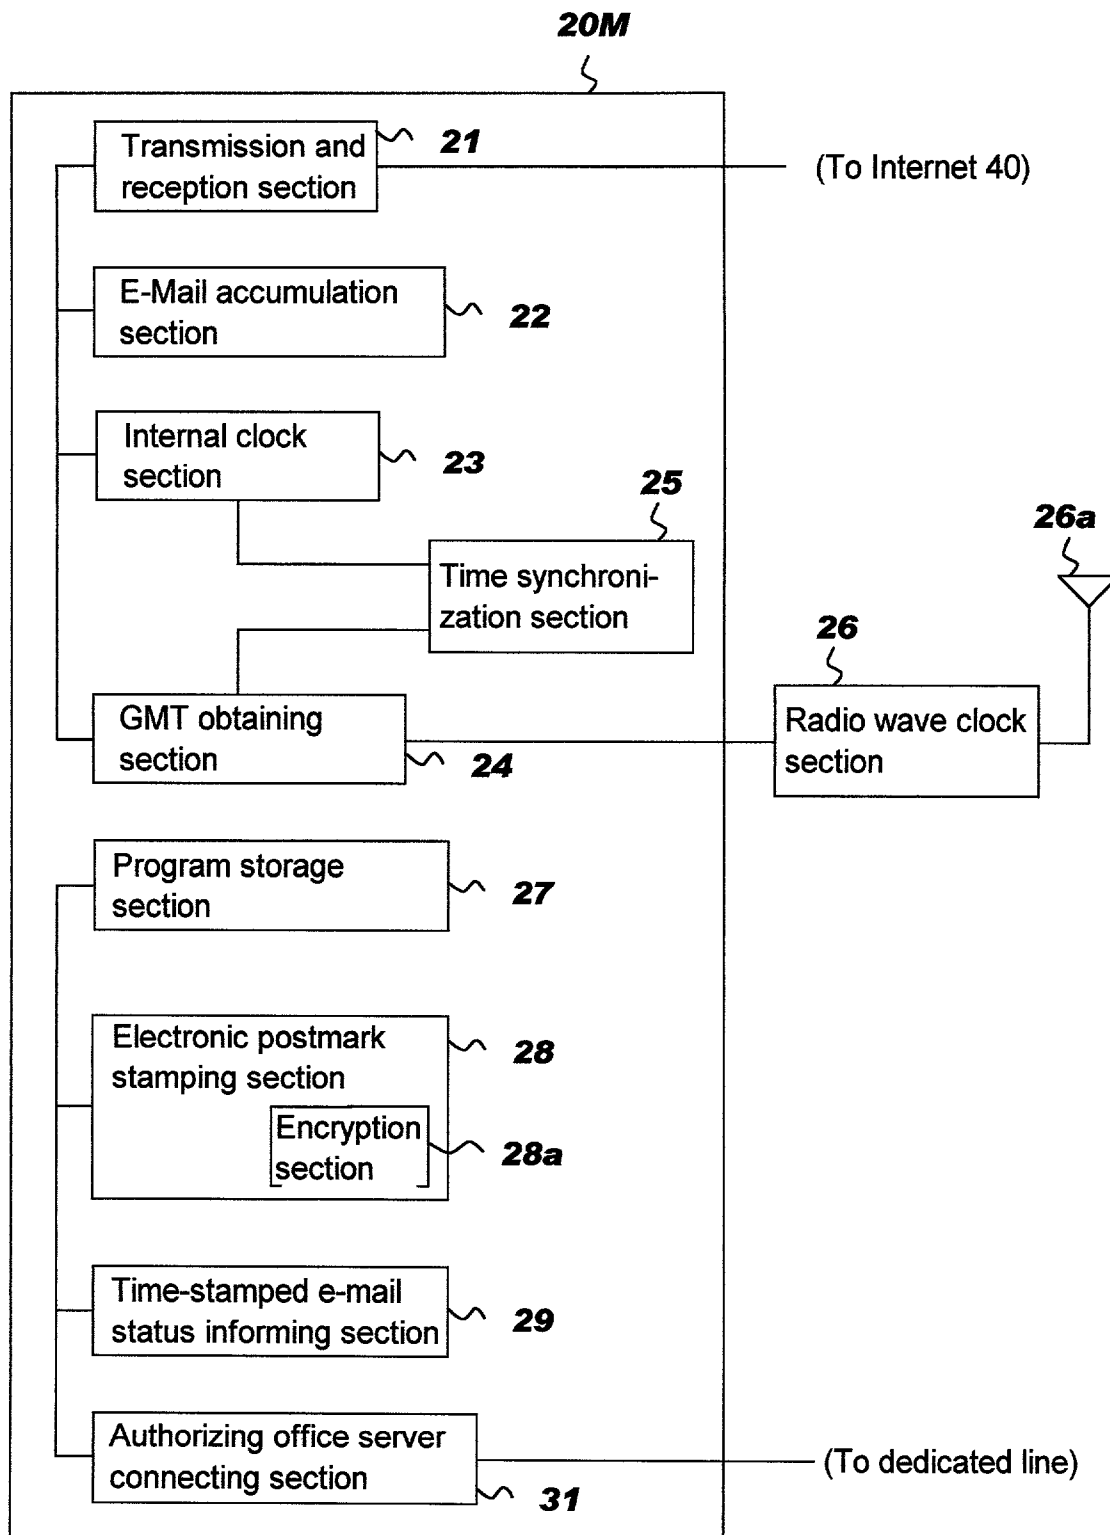 20M
Transmission and
reception section
21
(To Internet 40)
E-Mail accumulation
section
22
Internal clock
section
23
25
Time synchroni-
zation section
26a
26
Radio wave clock
section
GMT obtaining
section
24
Program storage
section
27
Electronic postmark
stamping section
28
Encryption
section
28a
Time-stamped e-mail
status informing section
29
Authorizing office server
connecting section
31
(To dedicated line)